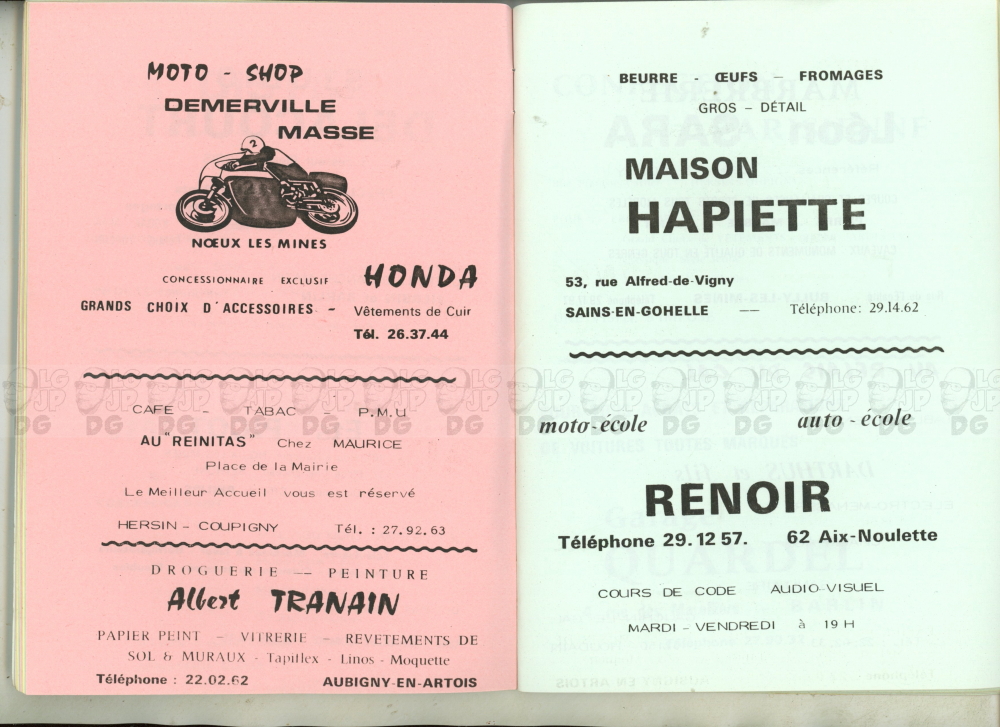 MOTO - SHOP
DEMERVILLE
MASSE
2
NŒUX LES MINES
CONCESSIONNAIRE EXCLUSIF HONDA
GRANDS CHOIX D'ACCESSOIRES - Vêtements de Cuir
Tél. 26.37.44
CAFE - TABAC - P.M.U
AU "REINITAS" Chez MAURICE
Place de la Mairie
Le Meilleur Accueil vous est réservé
HERSIN - COUPIGNY Tél. : 27.92.63
DROGUERIE — PEINTURE
Albert TRANAIN
PAPIER PEINT - VITRERIE - REVETEMENTS DE
SOL & MURAUX - Tapiflex - Linos - Moquette
Téléphone : 22.02.62 AUBIGNY-EN-ARTOIS
BEURRE - ŒUFS - FROMAGES
GROS - DÉTAIL
MAISON
HAPIETTE
53, rue Alfred-de-Vigny
SAINS-EN-GOHELLE — Téléphone: 29.14.62
moto-école auto-école
RENOIR
Téléphone 29.12 57. 62 Aix-Noulette
COURS DE CODE AUDIO-VISUEL
MARDI - VENDREDI à 19 H